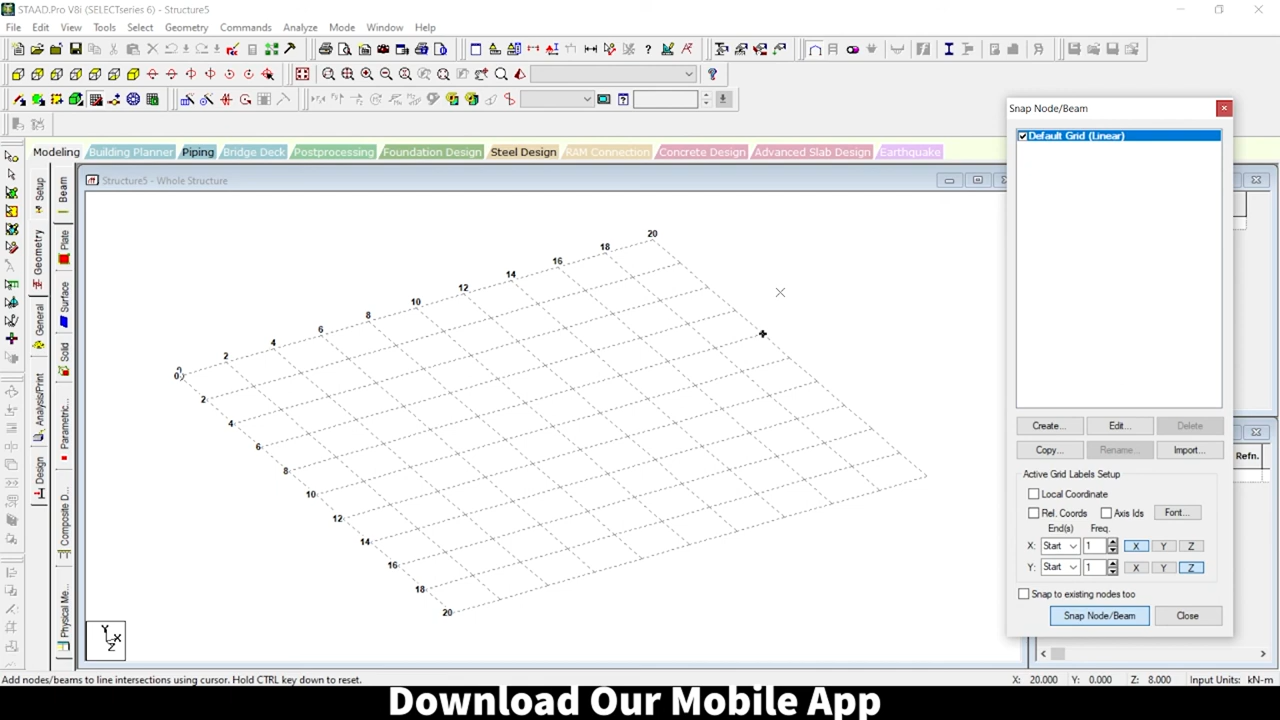 STAAD.Pro V8i (SELECTseries 6) - Structure5
File Edit View Tools Select Geometry Commands Analyze Mode Window Help
Modeling Building Planner Piping Bridge Deck Postprocessing Foundation Design Steel Design RAM Connection Concrete Design Advanced Slab Design Earthquake
Structure5 - Whole Structure
Setup
Geometry
General
Analysis/Print
Design
Beam
Plate
Surface
Solid
Parametric...
Composite D...
Physical Me...
20
18
16
14
12
10
8
6
4
2
0
2
4
6
8
10
12
14
16
18
20
Y
X
Z
Snap Node/Beam
Default Grid (Linear)
Create... Edit... Delete
Copy... Rename... Import...
Active Grid Labels Setup
Local Coordinate
Rel. Coords Axis Ids Font...
End(s) Freq.
X: Start 1 X Y Z
Y: Start 1 X Y Z
Snap to existing nodes too
Snap Node/Beam Close
Refn.
Add nodes/beams to line intersections using cursor. Hold CTRL key down to reset. X: 20.000 Y: 0.000 Z: 8.000 Input Units: kN-m
Download Our Mobile App